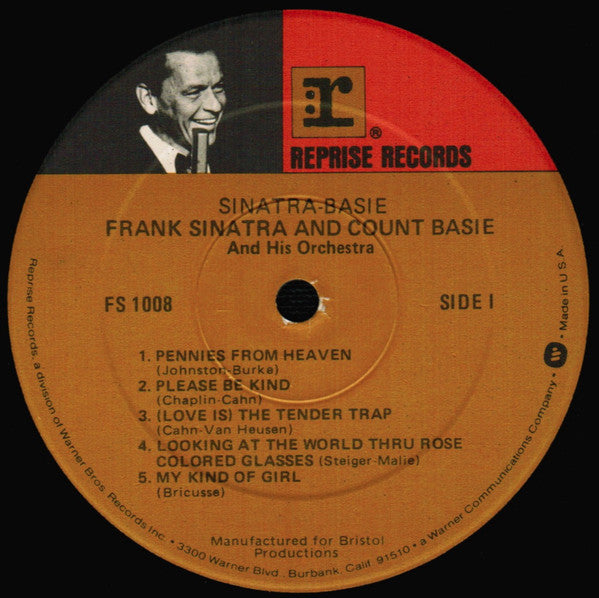 r
®
REPRISE RECORDS
SINATRA-BASIE
FRANK SINATRA AND COUNT BASIE
And His Orchestra
FS 1008
SIDE I
1. PENNIES FROM HEAVEN
(Johnston-Burke)
2. PLEASE BE KIND
(Chaplin-Cahn)
3. (LOVE IS) THE TENDER TRAP
(Cahn-Van Heusen)
4. LOOKING AT THE WORLD THRU ROSE
COLORED GLASSES (Steiger-Malie)
5. MY KIND OF GIRL
(Bricusse)
Manufactured for Bristol
Productions
Reprise Records, a division of Warner Bros. Records Inc. • 3300 Warner Blvd., Burbank, Calif. 91510 • a Warner Communications Company. • W • Made in U.S.A.